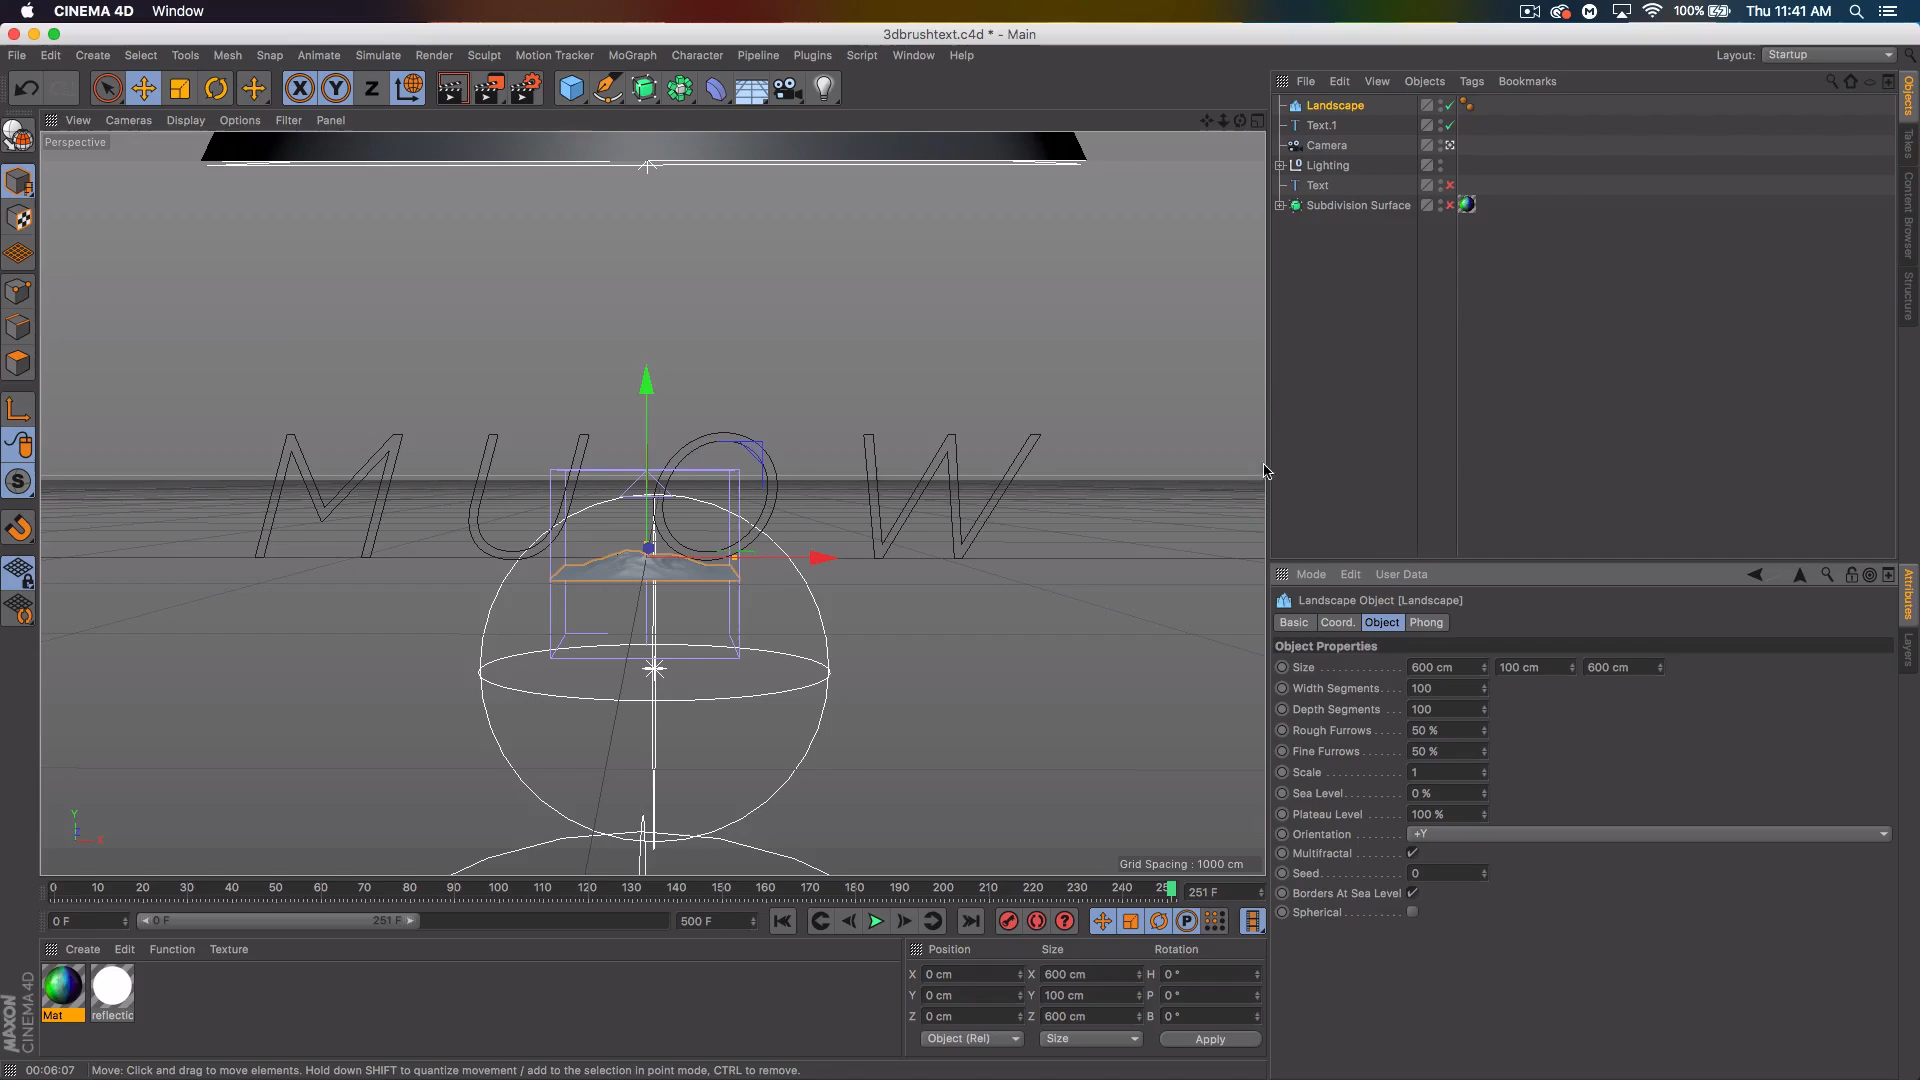 CINEMA 4D Window
100% Thu 11:41 AM
3dbrushtext.c4d * - Main
File Edit Create Select Tools Mesh Snap Animate Simulate Render Sculpt Motion Tracker MoGraph Character Pipeline Plugins Script Window Help
Layout: Startup
X Y Z
File Edit View Objects Tags Bookmarks
Landscape
Text.1
Camera
Lighting
Text
Subdivision Surface
Objects
Takes
Content Browser
Structure
View Cameras Display Options Filter Panel
Perspective
M U O W
Y
X
Grid Spacing : 1000 cm
Mode Edit User Data
Landscape Object [Landscape]
Basic Coord. Object Phong
Object Properties
Size 600 cm 100 cm 600 cm
Width Segments 100
Depth Segments 100
Rough Furrows 50 %
Fine Furrows 50 %
Scale 1
Sea Level 0 %
Plateau Level 100 %
Orientation +Y
Multifractal
Seed 0
Borders At Sea Level
Spherical
Attributes
Layers
0 10 20 30 40 50 60 70 80 90 100 110 120 130 140 150 160 170 180 190 200 210 220 230 240 251 F
0 F 0 F 251 F 500 F
Create Edit Function Texture
Mat
reflectic
Position Size Rotation
X 0 cm X 600 cm H 0 °
Y 0 cm Y 100 cm P 0 °
Z 0 cm Z 600 cm B 0 °
Object (Rel) Size Apply
MAXON
CINEMA 4D
00:06:07 Move: Click and drag to move elements. Hold down SHIFT to quantize movement / add to the selection in point mode, CTRL to remove.